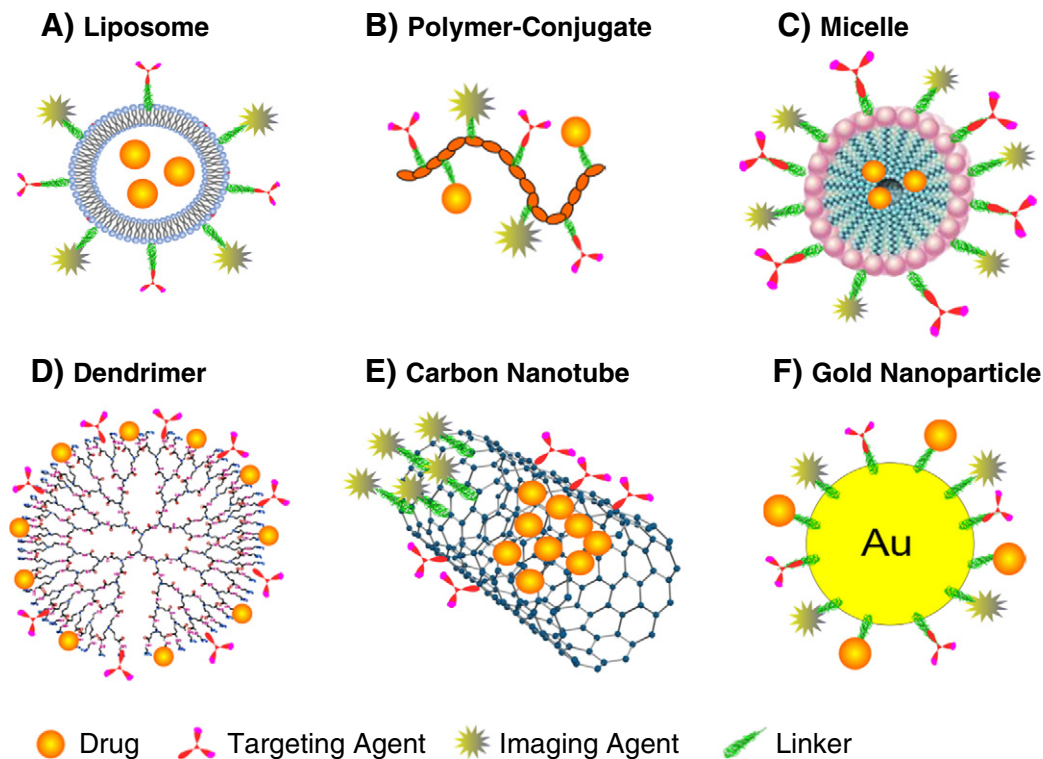 A) Liposome
B) Polymer-Conjugate
C) Micelle
D) Dendrimer
E) Carbon Nanotube
F) Gold Nanoparticle
Au
Drug
Targeting Agent
Imaging Agent
Linker